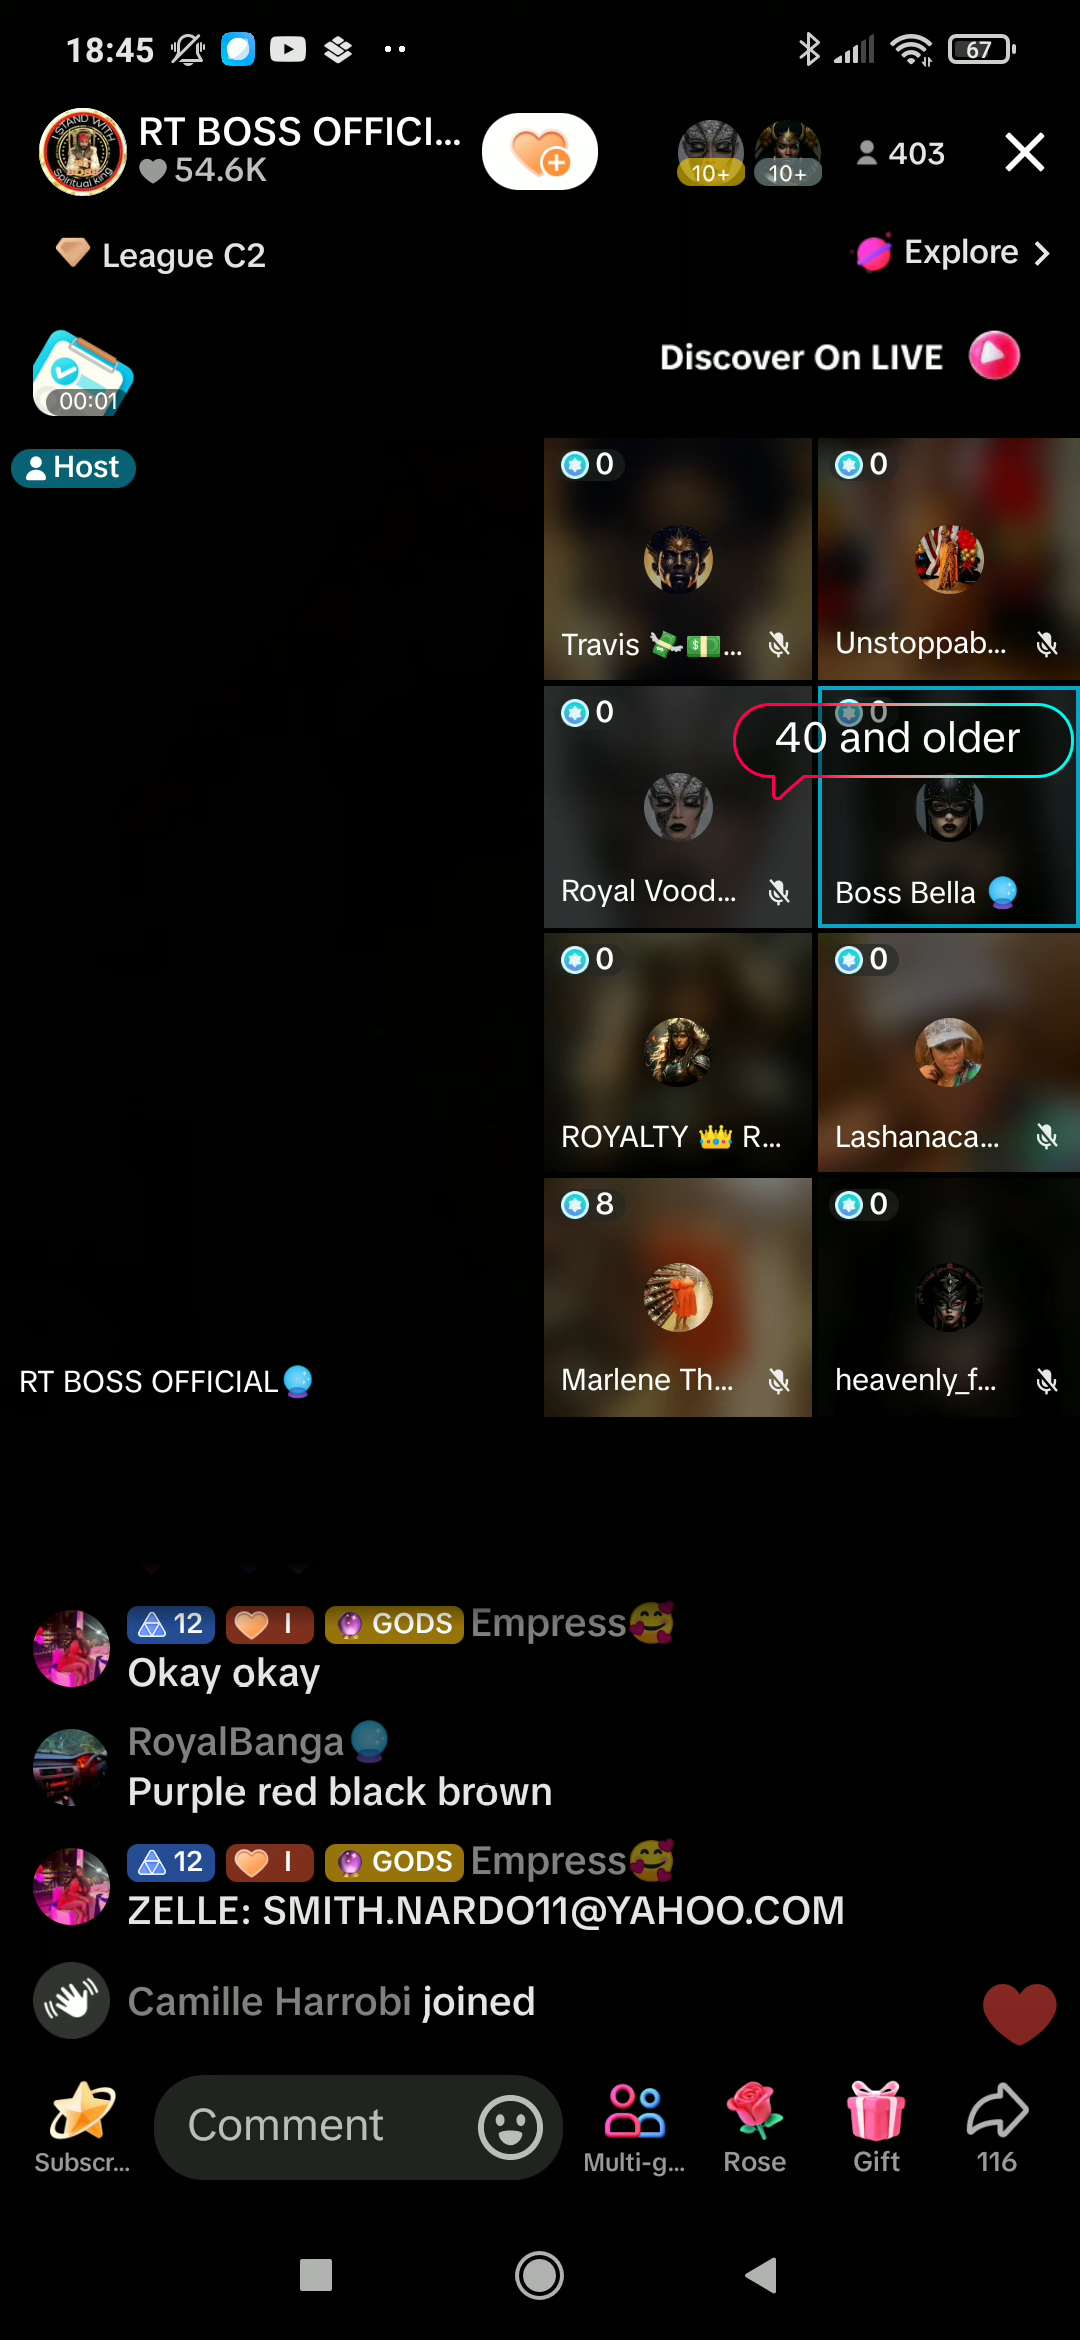 18:45
67
RT BOSS OFFICI...
54.6K
10+
10+
403
League C2
Explore
Discover On LIVE
00:01
Host
0
0
Travis 💸💵...
Unstoppab...
0
0
40 and older
Royal Vood...
Boss Bella 🔮
0
0
ROYALTY 👑 R...
Lashanaca...
8
0
Marlene Th...
heavenly_f...
RT BOSS OFFICIAL🔮
12 I GODS Empress🥰
Okay okay
RoyalBanga🔮
Purple red black brown
12 I GODS Empress🥰
ZELLE: SMITH.NARDO11@YAHOO.COM
Camille Harrobi joined
Comment
Subscr...
Multi-g...
Rose
Gift
116